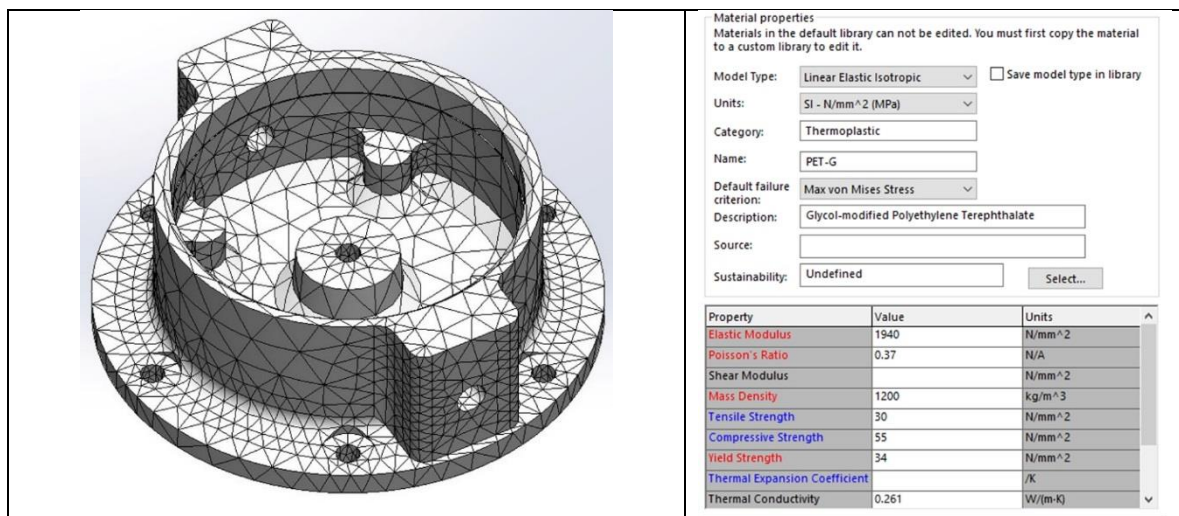 Material properties
Materials in the default library can not be edited. You must first copy the material
to a custom library to edit it.
Model Type: Linear Elastic Isotropic Save model type in library
Units: SI - N/mm^2 (MPa)
Category: Thermoplastic
Name: PET-G
Default failure criterion: Max von Mises Stress
Description: Glycol-modified Polyethylene Terephthalate
Source:
Sustainability: Undefined Select...
Property Value Units
Elastic Modulus 1940 N/mm^2
Poisson's Ratio 0.37 N/A
Shear Modulus N/mm^2
Mass Density 1200 kg/m^3
Tensile Strength 30 N/mm^2
Compressive Strength 55 N/mm^2
Yield Strength 34 N/mm^2
Thermal Expansion Coefficient /K
Thermal Conductivity 0.261 W/(m·K)